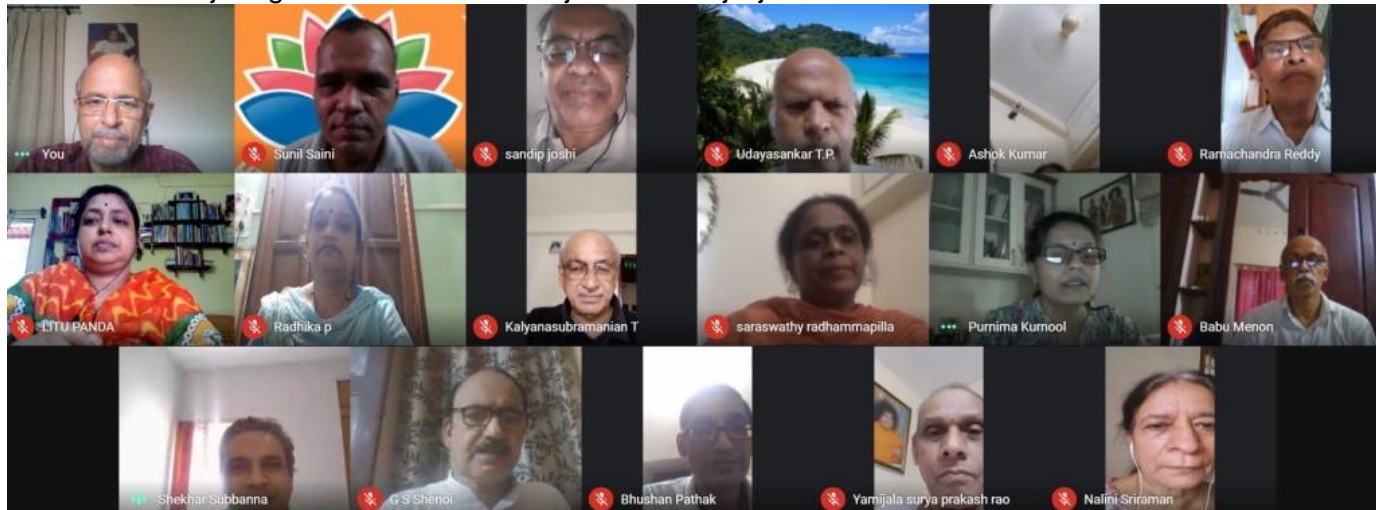 You
Sunil Saini
sandip joshi
Udayasankar T.P.
Ashok Kumar
Ramachandra Reddy
LITU PANDA
Radhika p
Kalyanasubramanian T
saraswathy radhammapilla
Purnima Kurnool
Babu Menon
Shekhar Subbanna
G S Shenoi
Bhushan Pathak
Yamijala surya prakash rao
Nalini Sriraman